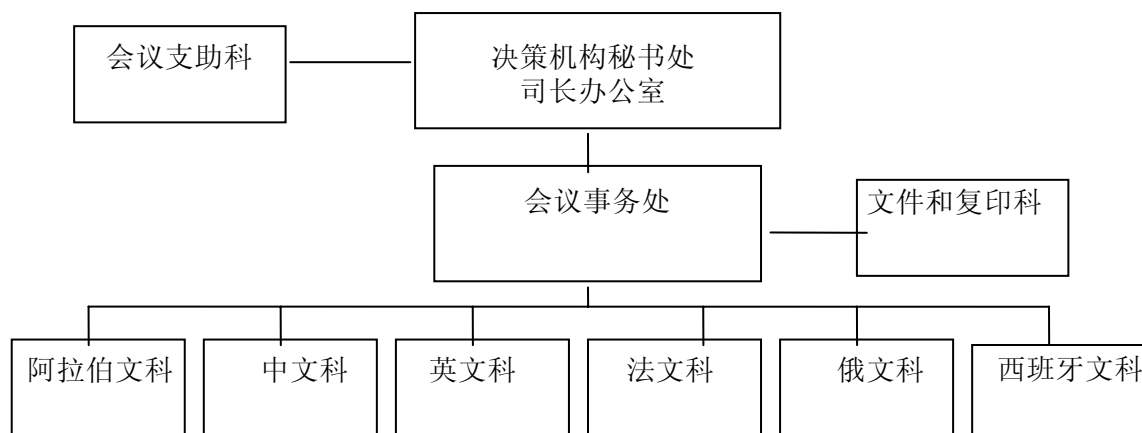 会议支助科
决策机构秘书处
司长办公室
会议事务处
文件和复印科
阿拉伯文科
中文科
英文科
法文科
俄文科
西班牙文科